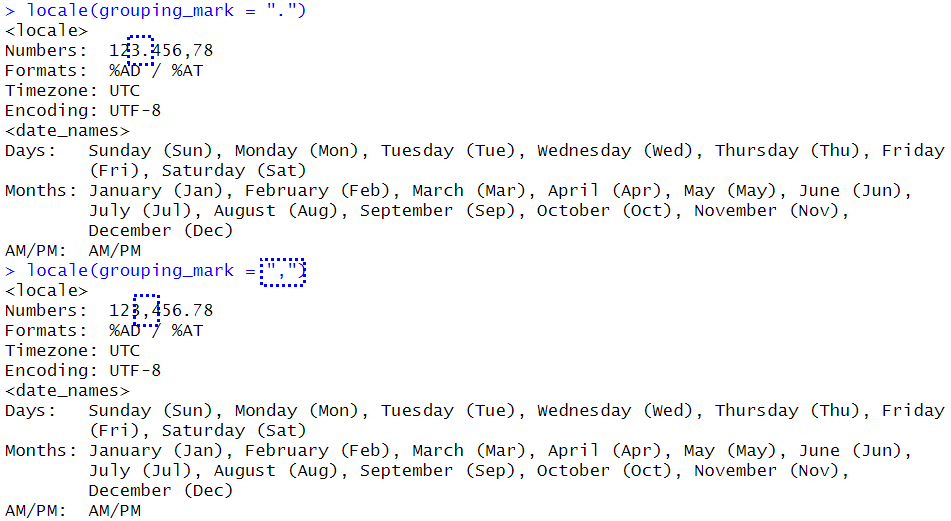 > locale(grouping_mark = ".")
<locale>
Numbers:  123.456,78
Formats:  %AD / %AT
Timezone: UTC
Encoding: UTF-8
<date_names>
Days:   Sunday (Sun), Monday (Mon), Tuesday (Tue), Wednesday (Wed), Thursday (Thu), Friday
        (Fri), Saturday (Sat)
Months: January (Jan), February (Feb), March (Mar), April (Apr), May (May), June (Jun),
        July (Jul), August (Aug), September (Sep), October (Oct), November (Nov),
        December (Dec)
AM/PM:  AM/PM
> locale(grouping_mark = ",")
<locale>
Numbers:  123,456.78
Formats:  %AD / %AT
Timezone: UTC
Encoding: UTF-8
<date_names>
Days:   Sunday (Sun), Monday (Mon), Tuesday (Tue), Wednesday (Wed), Thursday (Thu), Friday
        (Fri), Saturday (Sat)
Months: January (Jan), February (Feb), March (Mar), April (Apr), May (May), June (Jun),
        July (Jul), August (Aug), September (Sep), October (Oct), November (Nov),
        December (Dec)
AM/PM:  AM/PM